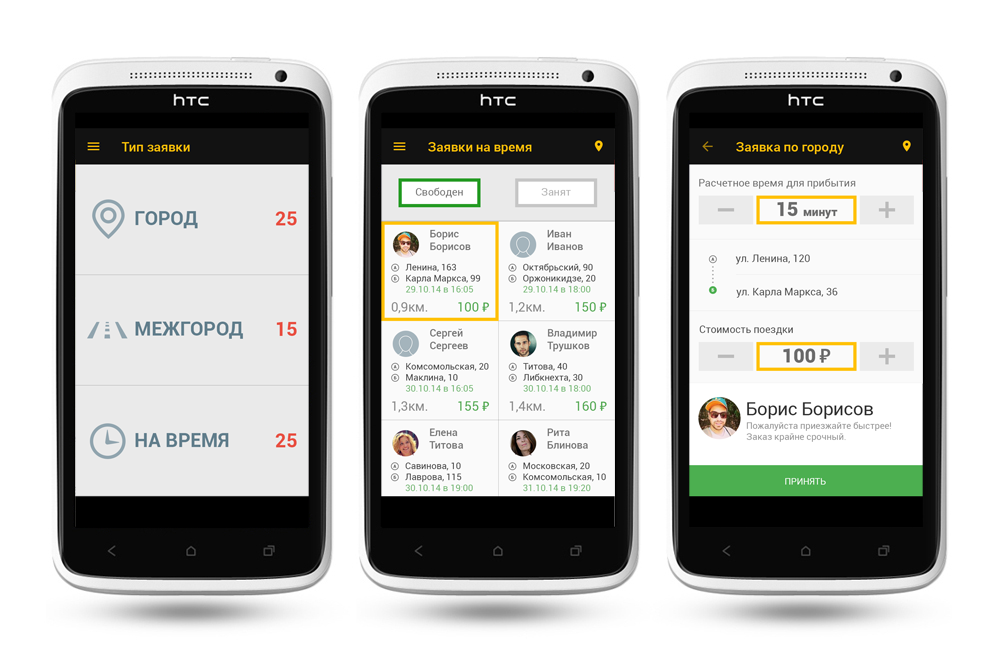 hTC
Тип заявки
ГОРОД 25
МЕЖГОРОД 15
НА ВРЕМЯ 25
hTC
Заявки на время
Свободен Занят
Борис
Борисов
A Ленина, 163
Б Карла Маркса, 99
29.10.14 в 16:05
0,9км. 100 ₽
Иван
Иванов
A Октябрьский, 90
Б Оржоникидзе, 20
29.10.14 в 18:00
1,2км. 150 ₽
Сергей
Сергеев
A Комсомольская, 20
Б Маклина, 10
30.10.14 в 16:05
1,3км. 155 ₽
Владимир
Трушков
A Титова, 40
Б Либкнехта, 30
30.10.14 в 18:00
1,4км. 160 ₽
Елена
Титова
A Савинова, 10
Б Лаврова, 115
30.10.14 в 19:00
Рита
Блинова
A Московская, 20
Б Комсомольская, 10
31.10.14 в 19:20
hTC
Заявка по городу
Расчетное время для прибытия
− 15 минут +
A ул. Ленина, 120
Б ул. Карла Маркса, 36
Стоимость поездки
− 100 ₽ +
Борис Борисов
Пожалуйста приезжайте быстрее!
Заказ крайне срочный.
ПРИНЯТЬ